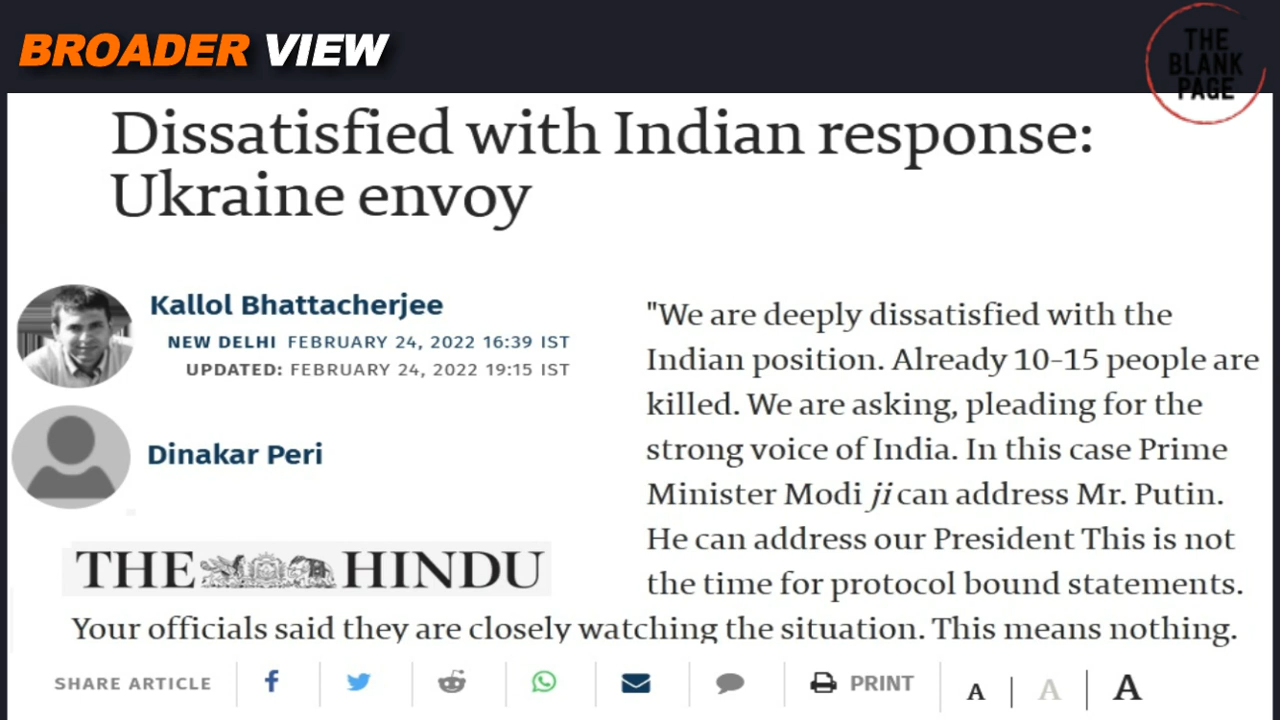 BROADER VIEW
THE
BLANK
PAGE
Dissatisfied with Indian response:
Ukraine envoy
Kallol Bhattacherjee
NEW DELHI FEBRUARY 24, 2022 16:39 IST
UPDATED: FEBRUARY 24, 2022 19:15 IST
Dinakar Peri
THE HINDU
"We are deeply dissatisfied with the
Indian position. Already 10-15 people are
killed. We are asking, pleading for the
strong voice of India. In this case Prime
Minister Modi ji can address Mr. Putin.
He can address our President This is not
the time for protocol bound statements.
Your officials said they are closely watching the situation. This means nothing.
SHARE ARTICLE PRINT A A A